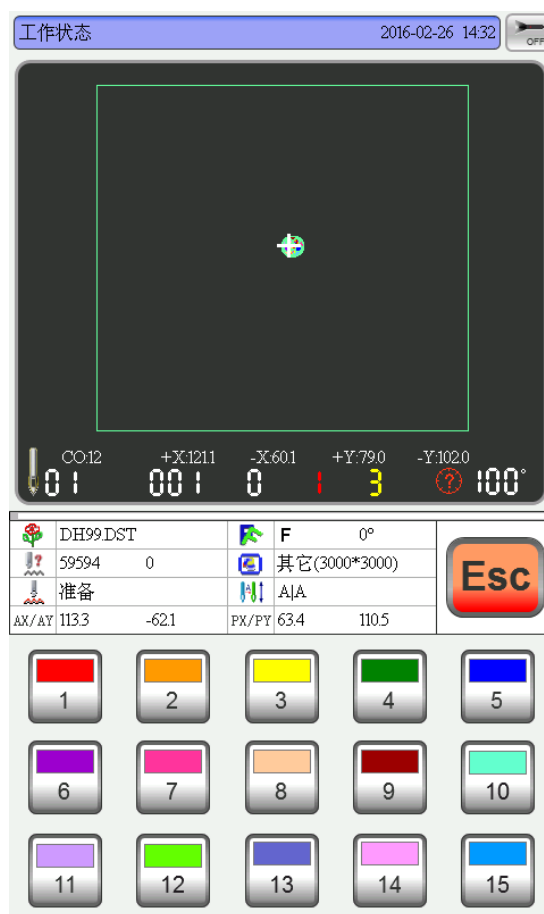 工作状态 2016-02-26 14:32
OFF
CO:12 +X:121.1 -X:60.1 +Y:79.0 -Y:102.0
01 001 0 1 3 ? 100°
DH99.DST F 0°
? 59594 0 其它(3000*3000)
准备 A|A
AX/AY 113.3 -62.1 PX/PY 63.4 110.5
Esc
1 2 3 4 5
6 7 8 9 10
11 12 13 14 15